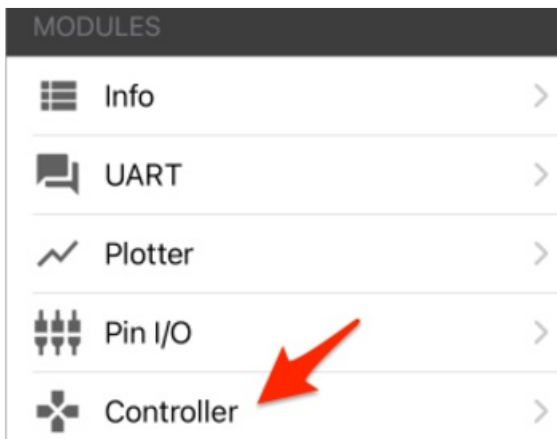 MODULES
Info
UART
Plotter
Pin I/O
Controller